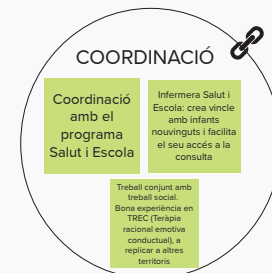 COORDINACIÓ
Coordinació
amb el
programa
Salut i Escola
Infermera Salut i
Escola: crea vincle
amb infants
nouvinguts i facilita
el seu accés a la
consulta
Treball conjunt amb
treball social.
Bona experiència en
TREC (Teràpia
racional emotiva
conductual), a
replicar a altres
territoris